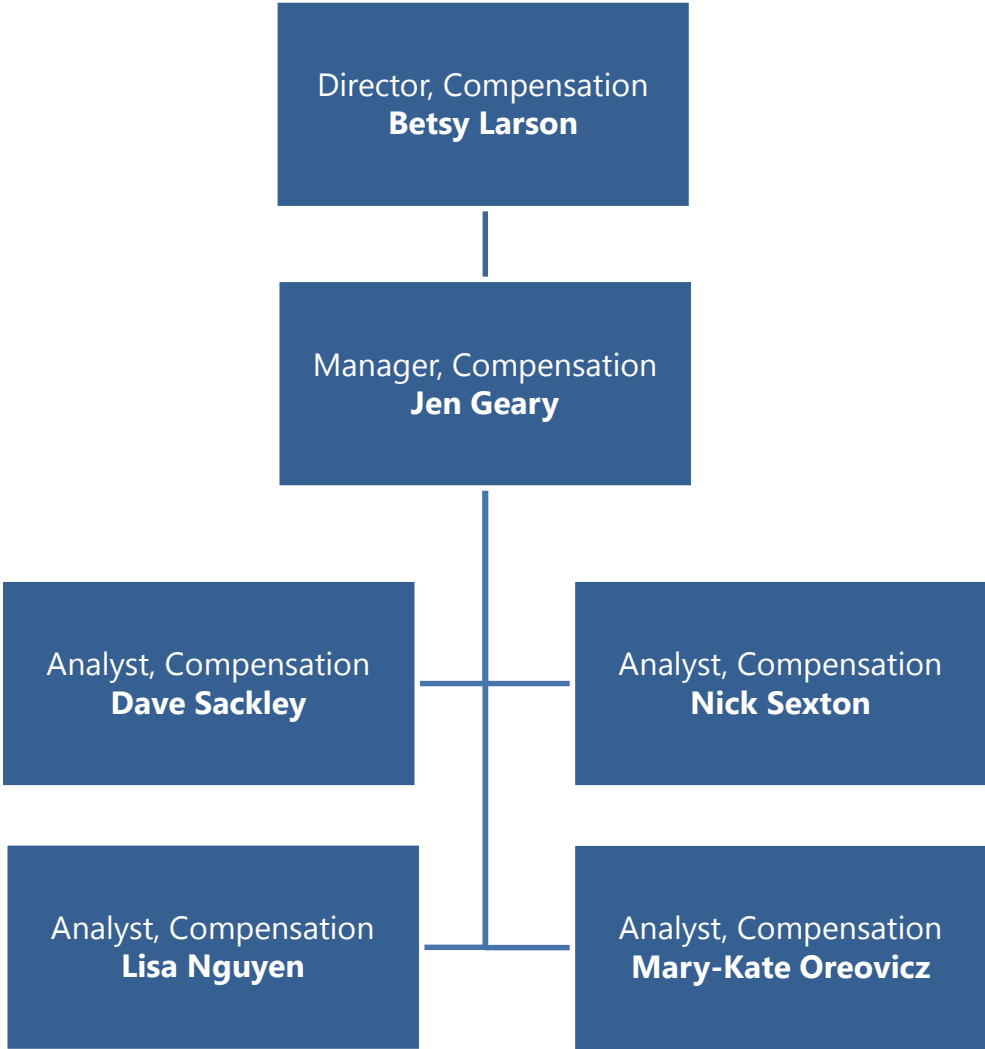 Director, Compensation
Betsy Larson
Manager, Compensation
Jen Geary
Analyst, Compensation
Dave Sackley
Analyst, Compensation
Nick Sexton
Analyst, Compensation
Lisa Nguyen
Analyst, Compensation
Mary-Kate Oreovicz